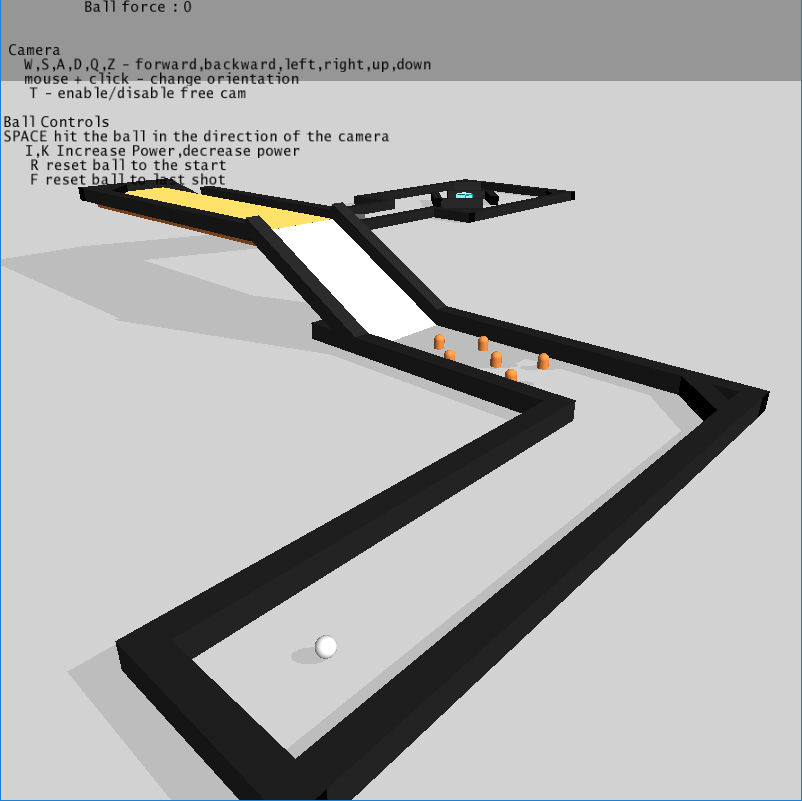 Ball force : 0
Camera
W,S,A,D,Q,Z - forward,backward,left,right,up,down
mouse + click - change orientation
T - enable/disable free cam
Ball Controls
SPACE hit the ball in the direction of the camera
I,K Increase Power,decrease power
R reset ball to the start
F reset ball to last shot